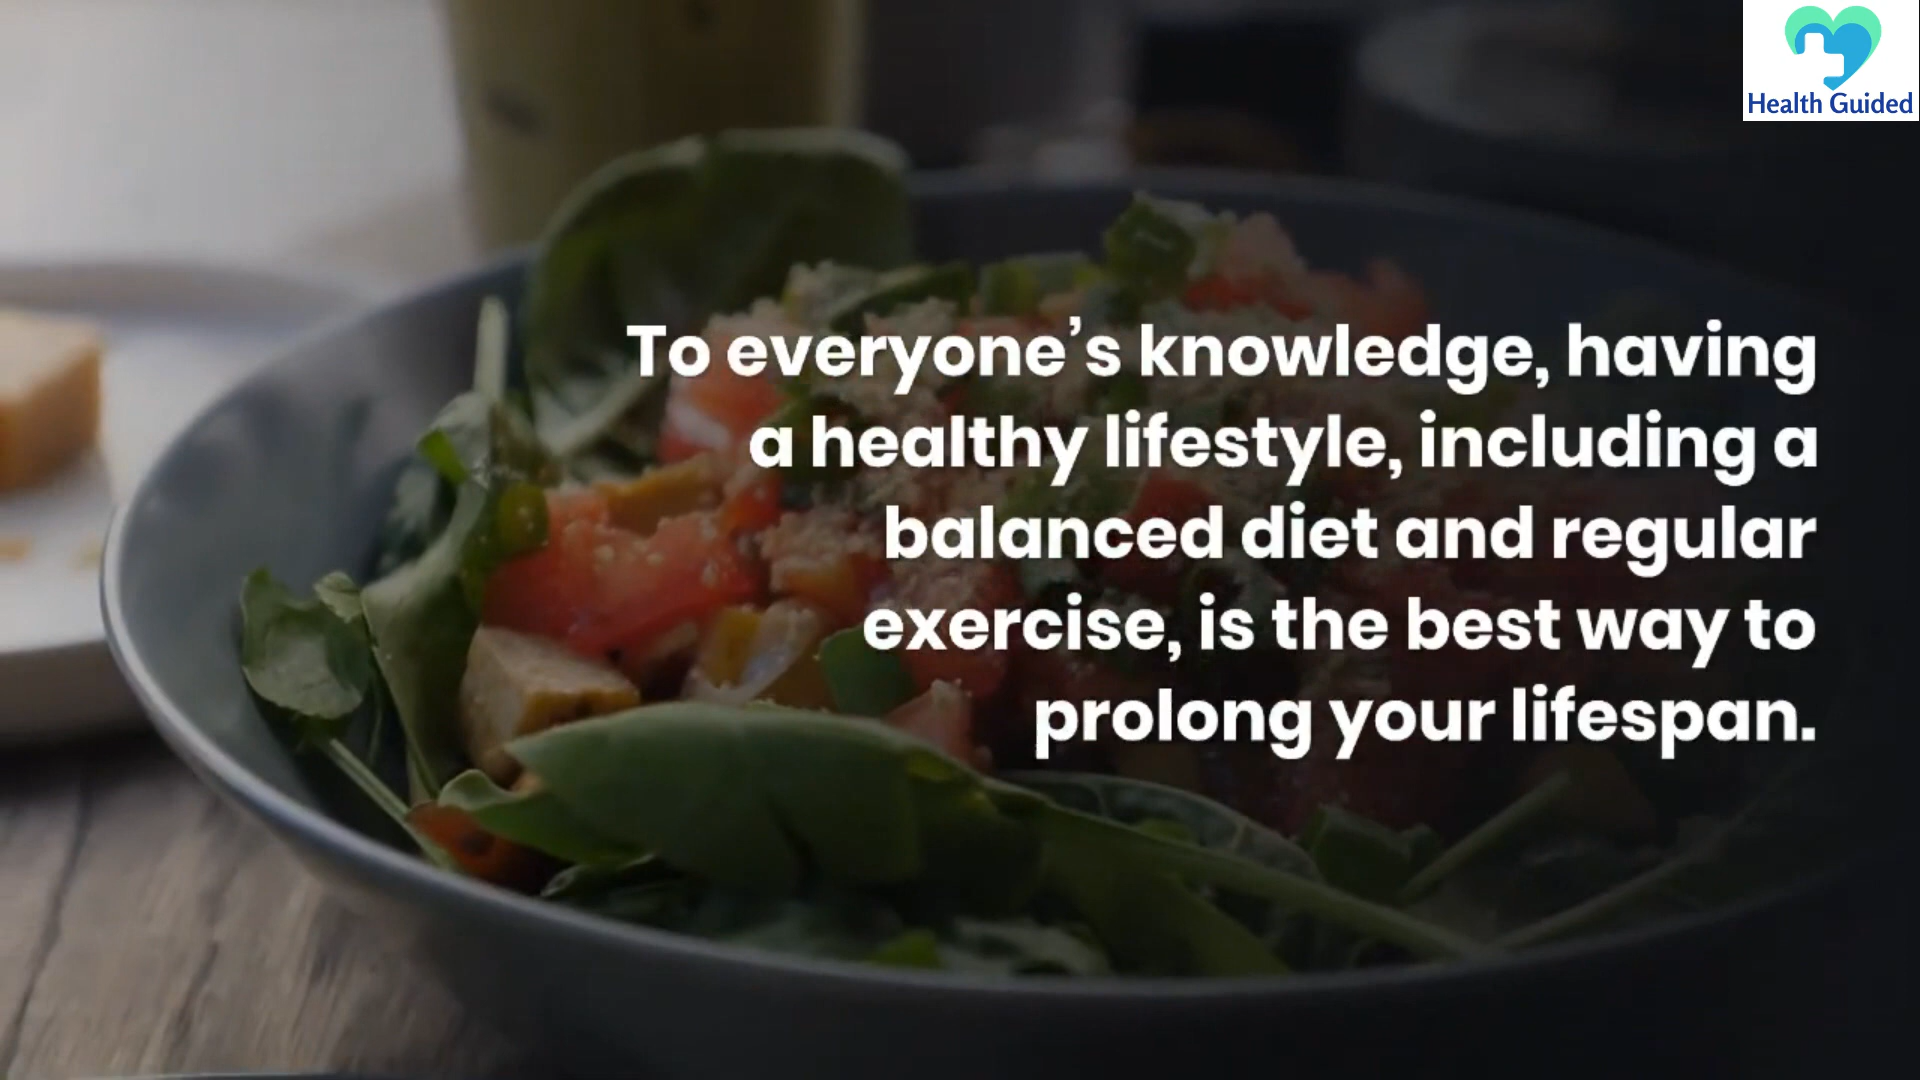 Health Guided
To everyone’s knowledge, having
a healthy lifestyle, including a
balanced diet and regular
exercise, is the best way to
prolong your lifespan.